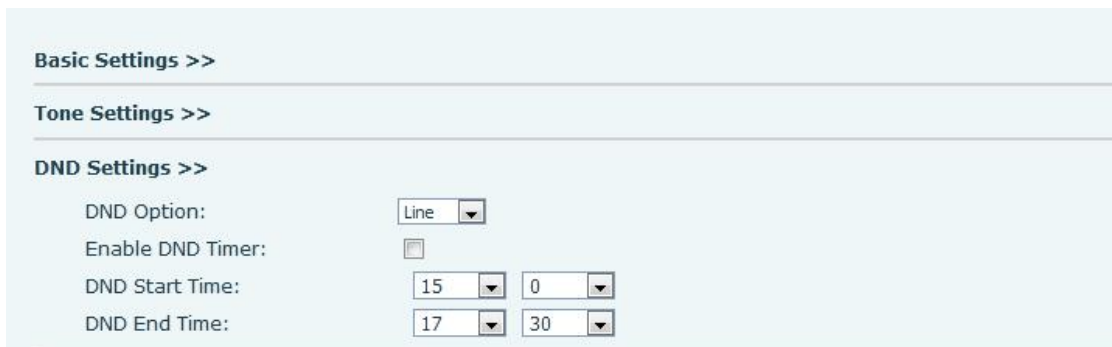 Basic Settings >>
Tone Settings >>
DND Settings >>
DND Option: Line
Enable DND Timer:
DND Start Time: 15 0
DND End Time: 17 30